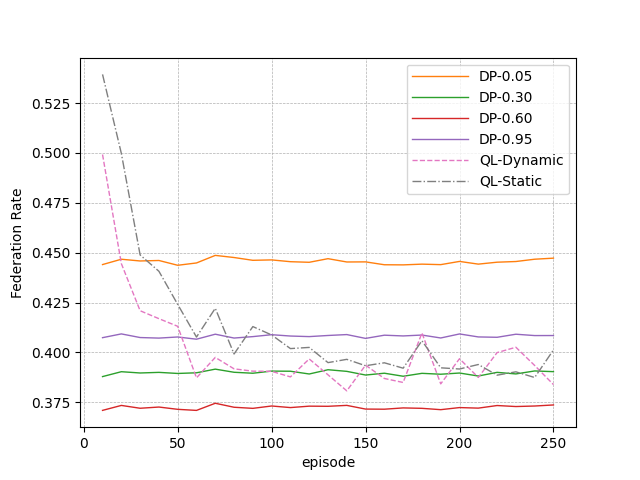 Federation Rate
0.525
0.500
0.475
0.450
0.425
0.400
0.375
0
50
100
150
200
250
episode
DP-0.05
DP-0.30
DP-0.60
DP-0.95
QL-Dynamic
QL-Static